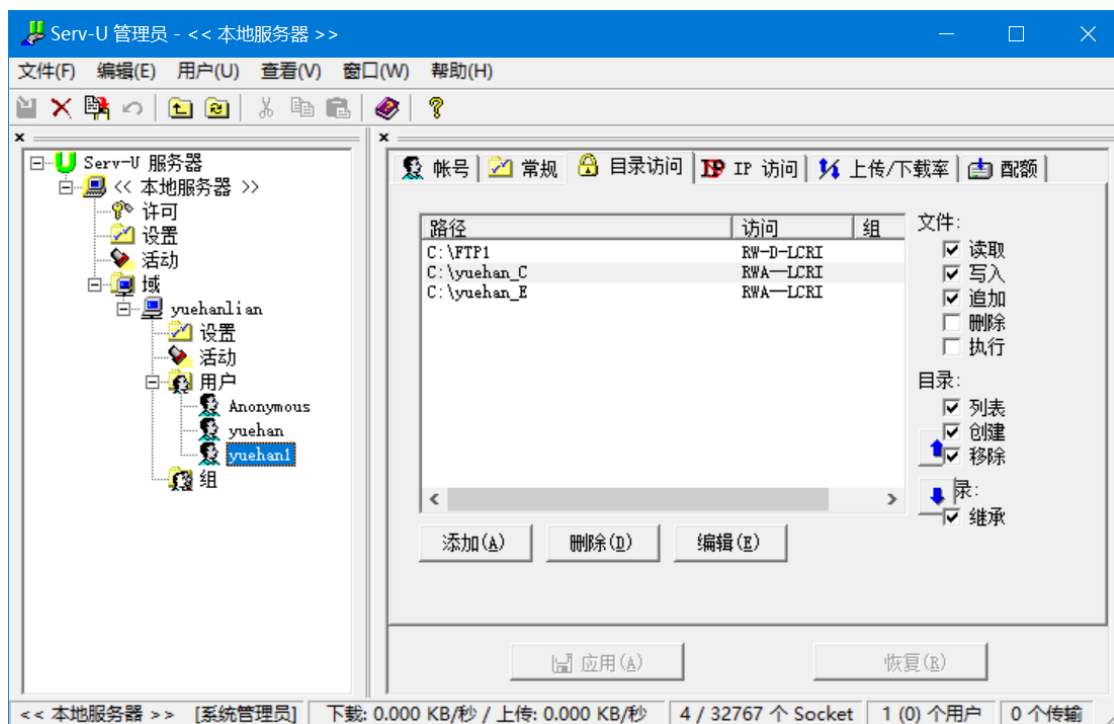 Serv-U 管理员 - << 本地服务器 >>
文件(F) 编辑(E) 用户(U) 查看(V) 窗口(W) 帮助(H)
Serv-U 服务器
<< 本地服务器 >>
许可
设置
活动
域
yuehanlian
设置
活动
用户
Anonymous
yuehan
yuehan1
组
帐号 常规 目录访问 IP 访问 上传/下载率 配额
路径 访问 组
C:\FTP1 RW-D-LCRI
C:\yuehan_C RWA--LCRI
C:\yuehan_E RWA--LCRI
文件:
读取
写入
追加
删除
执行
目录:
列表
创建
移除
录:
继承
添加(A) 删除(D) 编辑(E)
应用(A) 恢复(R)
<< 本地服务器 >> [系统管理员] 下载: 0.000 KB/秒 / 上传: 0.000 KB/秒 4 / 32767 个 Socket 1 (0) 个用户 0 个传输